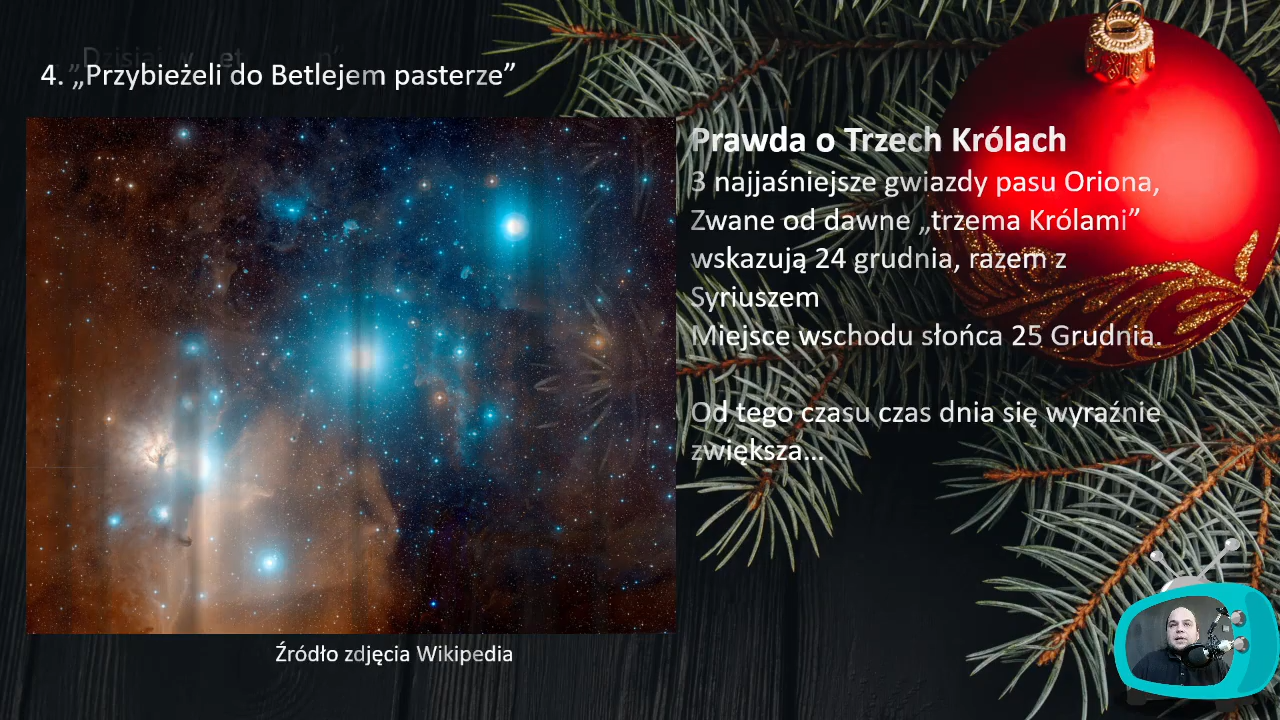 4. „Przybieżeli do Betlejem pasterze”
Prawda o Trzech Królach
3 najjaśniejsze gwiazdy pasu Oriona,
Zwane od dawne „trzema Królami”
wskazują 24 grudnia, razem z
Syriuszem
Miejsce wschodu słońca 25 Grudnia.
Od tego czasu czas dnia się wyraźnie
zwiększa...
Źródło zdjęcia Wikipedia